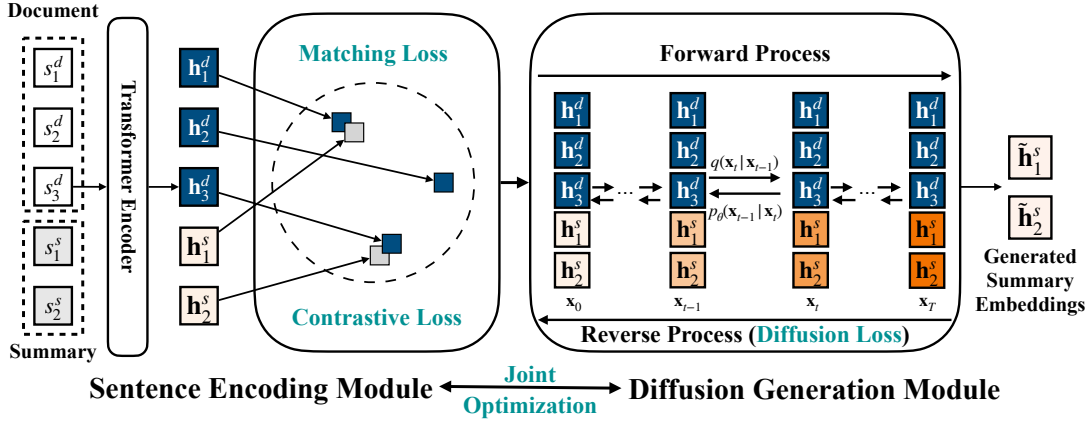 Document
s_1^d
s_2^d
s_3^d
s_1^s
s_2^s
Summary
Transformer Encoder
h_1^d
h_2^d
h_3^d
h_1^s
h_2^s
Matching Loss
Contrastive Loss
Forward Process
h_1^d h_1^d h_1^d h_1^d
h_2^d h_2^d h_2^d h_2^d
q(x_t|x_{t−1})
h_3^d ... h_3^d h_3^d ... h_3^d
p_θ(x_{t−1}|x_t)
h_1^s h_1^s h_1^s h_1^s
h_2^s h_2^s h_2^s h_2^s
x_0 x_{t−1} x_t x_T
Reverse Process (Diffusion Loss)
h̃_1^s
h̃_2^s
Generated
Summary
Embeddings
Sentence Encoding Module
Joint
Optimization
Diffusion Generation Module